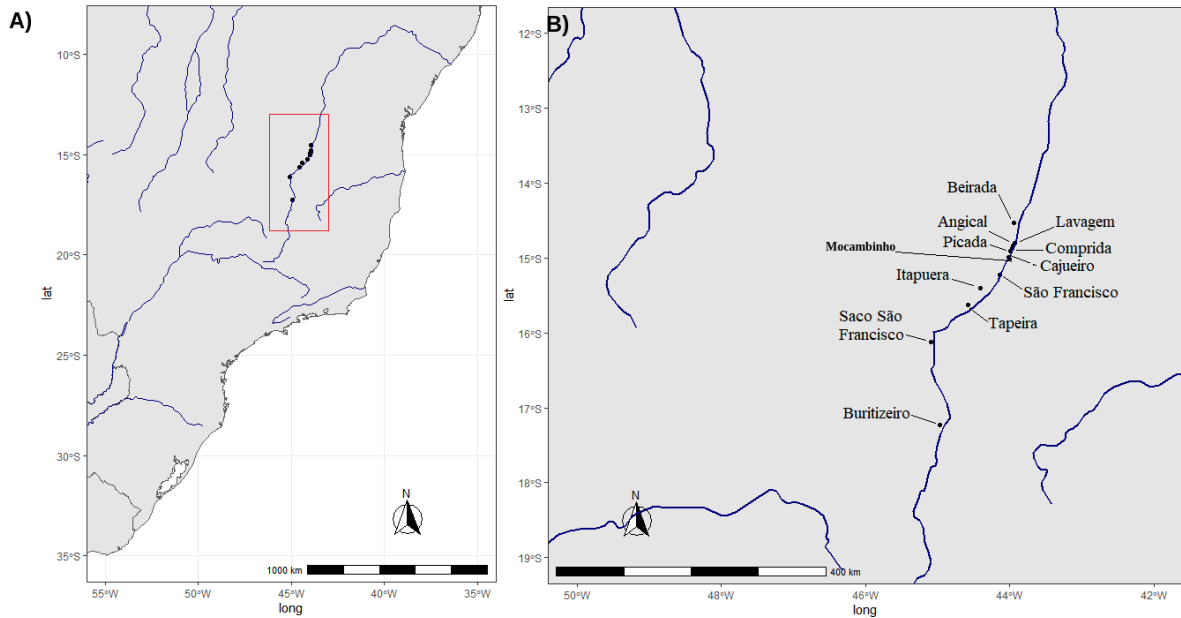 A)
10°S
15°S
20°S
25°S
30°S
35°S
lat
N
1000 km
55°W
50°W
45°W
40°W
35°W
long
B)
12°S
13°S
14°S
15°S
16°S
17°S
18°S
19°S
lat
Beirada
Angical
Lavagem
Picada
Comprida
Mocambinho
Cajueiro
Itapuera
São Francisco
Saco São
Francisco
Tapeira
Buritizeiro
N
400 km
50°W
48°W
46°W
44°W
42°W
long